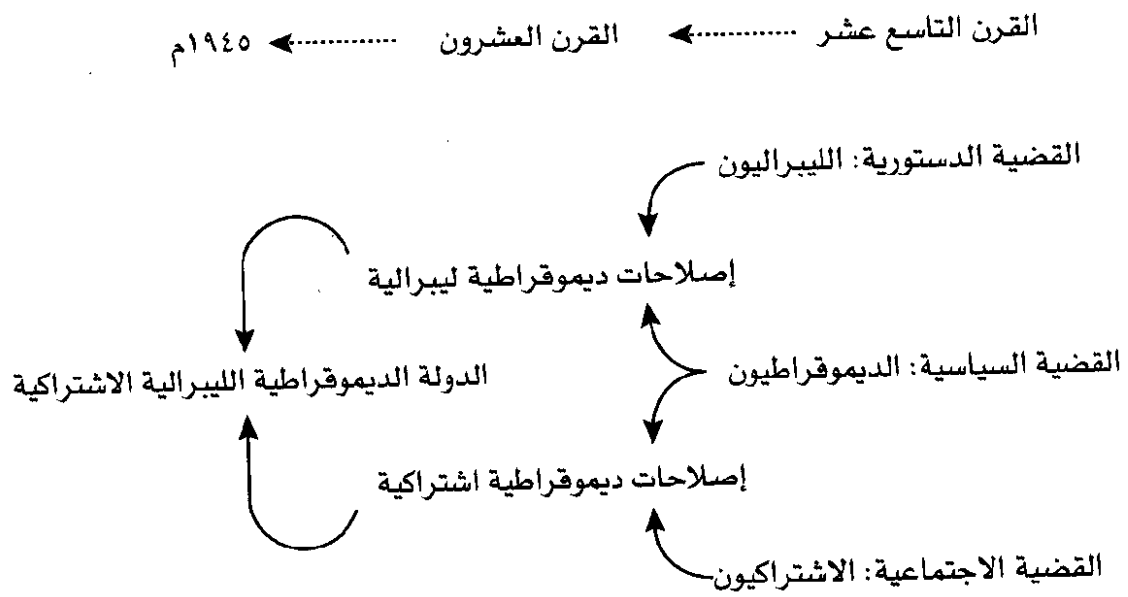 القرن التاسع عشر القرن العشرون ١٩٤٥م
القضية الدستورية: الليبراليون
إصلاحات ديموقراطية ليبرالية
القضية السياسية: الديموقراطيون
الدولة الديموقراطية الليبرالية الاشتراكية
إصلاحات ديموقراطية اشتراكية
القضية الاجتماعية: الاشتراكيون